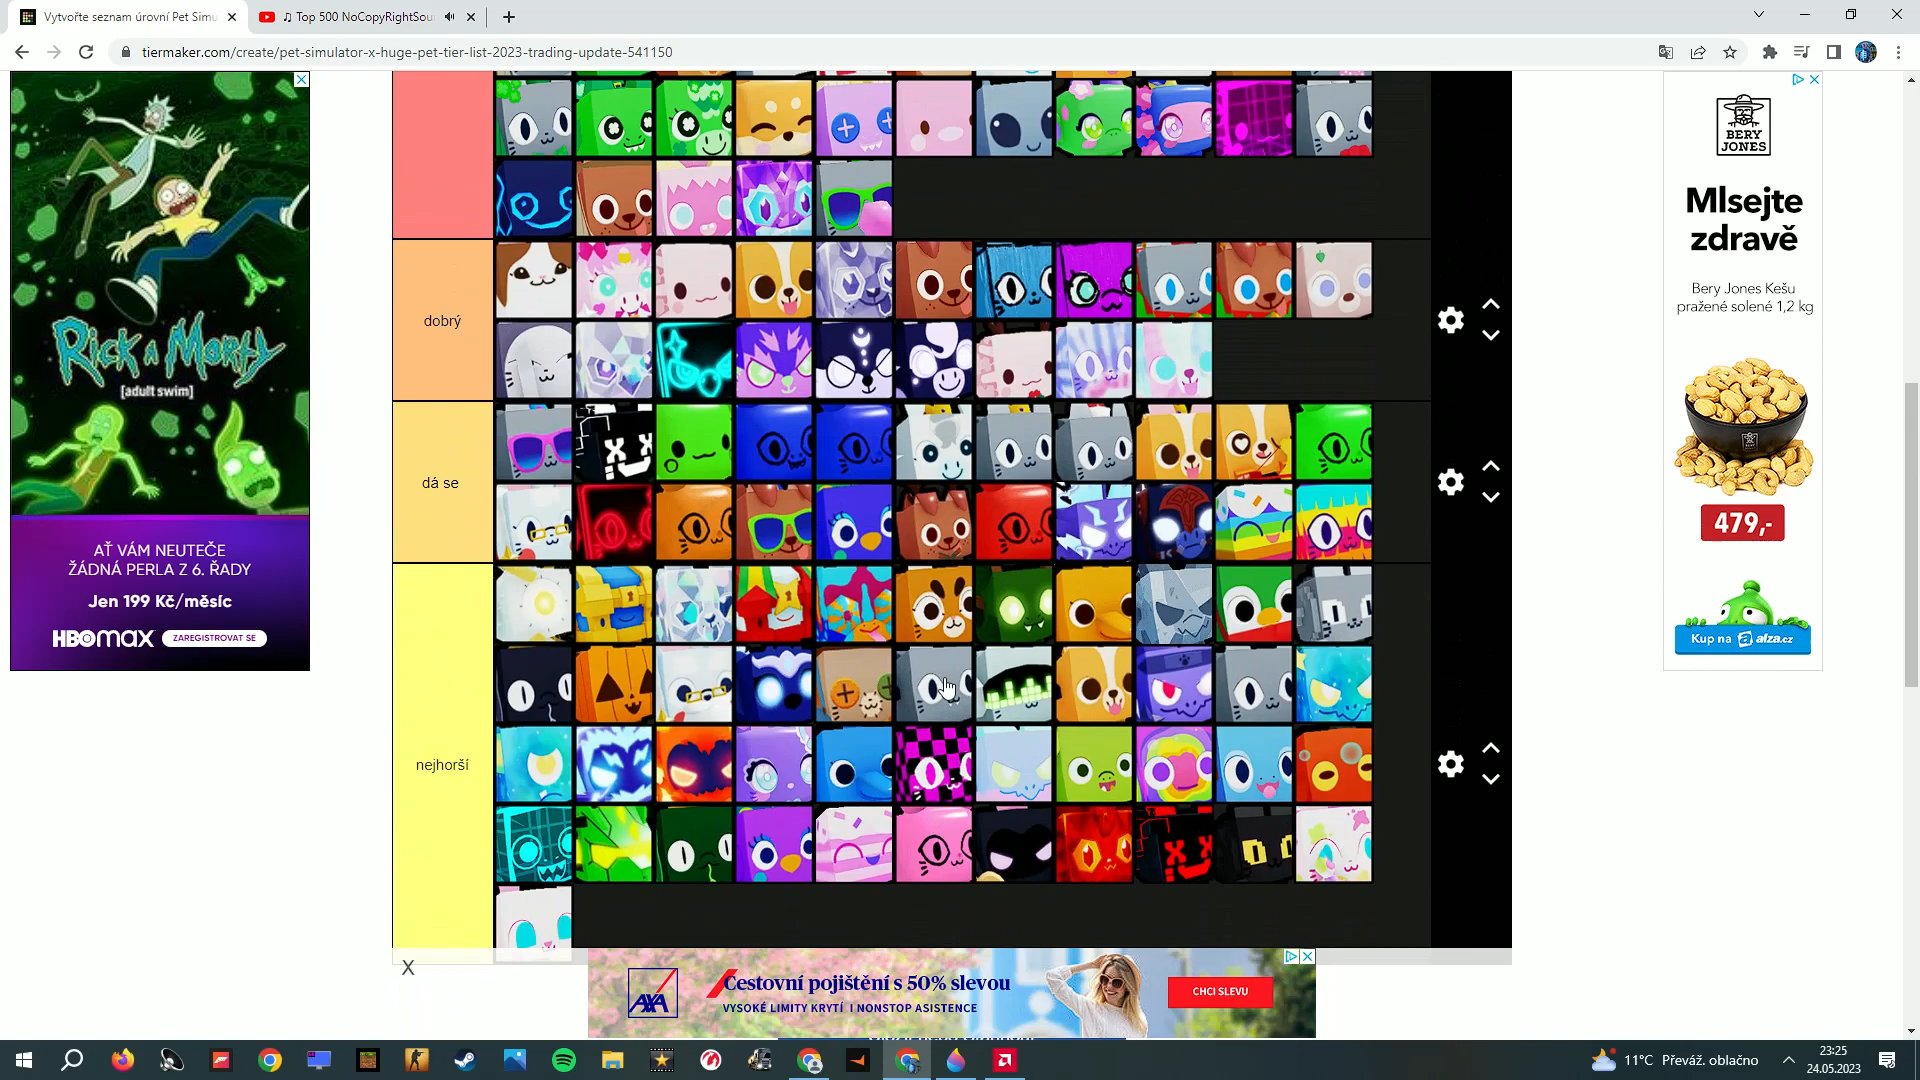 Vytvořte seznam úrovní Pet Simu
♫ Top 500 NoCopyRightSou
tiermaker.com/create/pet-simulator-x-huge-pet-tier-list-2023-trading-update-541150
RICK A MORTY
[adult swim]
AŤ VÁM NEUTEČE
ŽÁDNÁ PERLA Z 6. ŘADY
Jen 199 Kč/měsíc
HBOmax ZAREGISTROVAT SE
dobrý
dá se
nejhorší
BERY
JONES
Mlsejte
zdravě
Bery Jones Kešu
pražené solené 1,2 kg
479,-
Kup na alza.cz
X
AXA
Cestovní pojištění s 50% slevou
VYSOKÉ LIMITY KRYTÍ I NONSTOP ASISTENCE
CHCI SLEVU
11°C Převáž. oblačno
23:25
24.05.2023